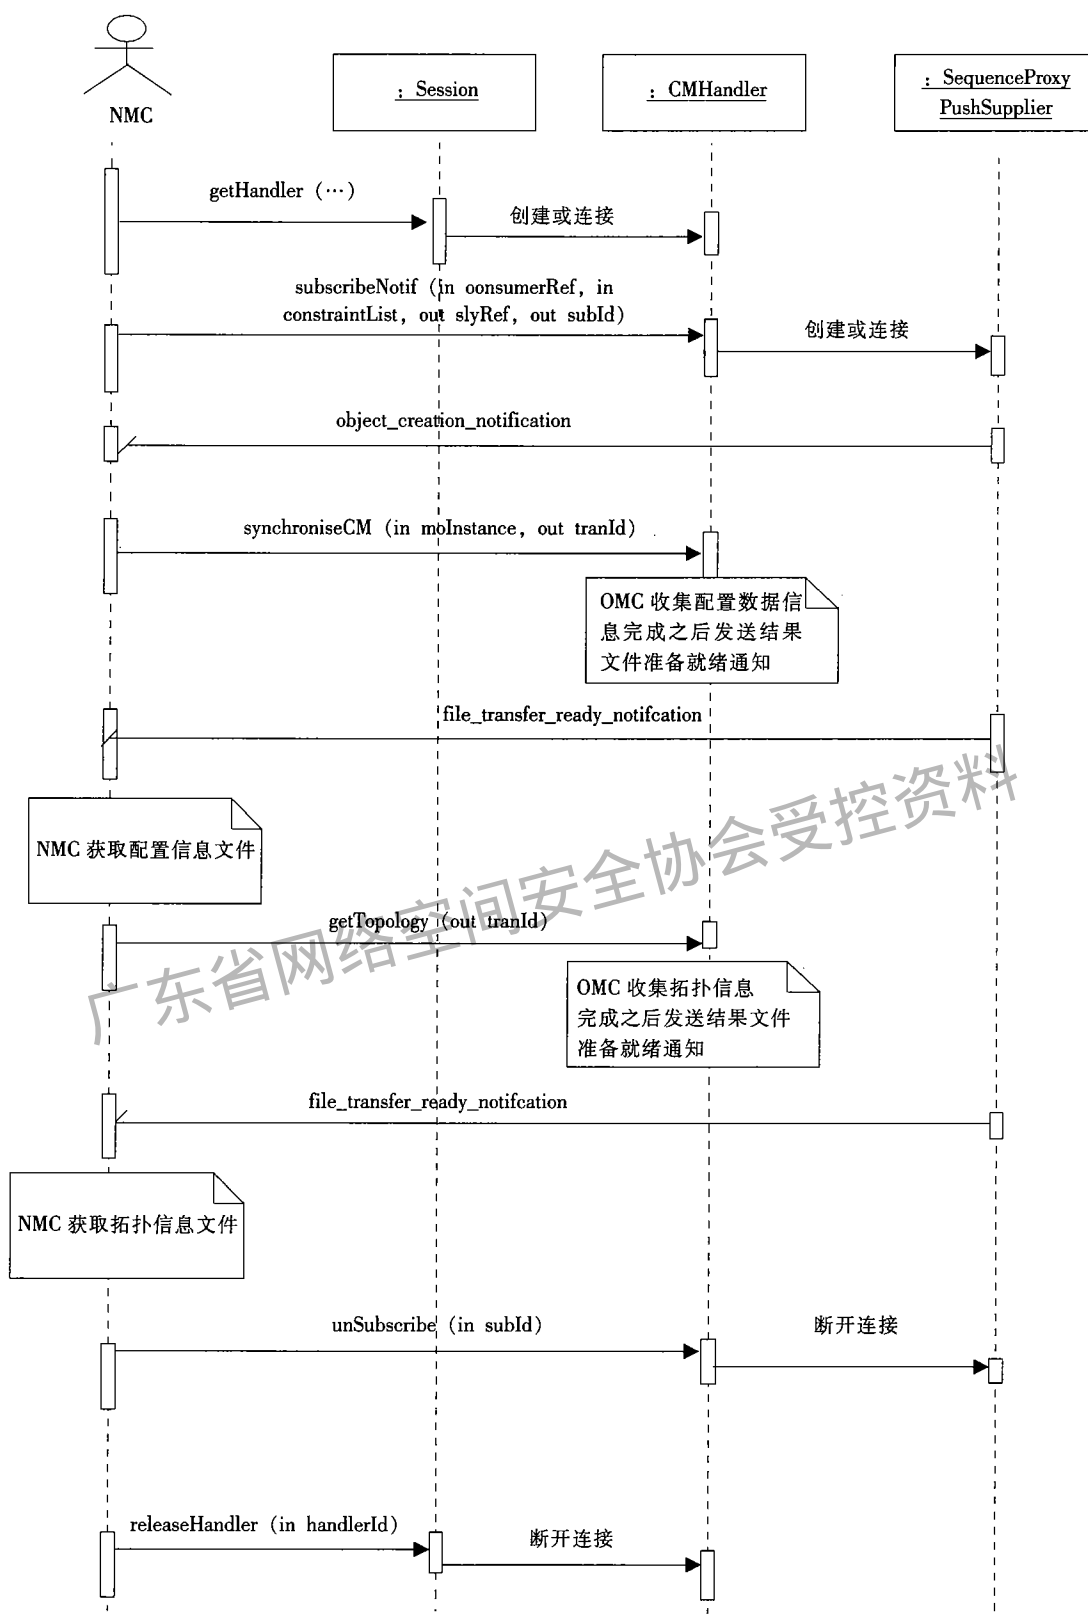 NMC
: Session
: CMHandler
: SequenceProxy
PushSupplier
getHandler (…)
创建或连接
subscribeNotif (in oonsumerRef, in
constraintList, out slyRef, out subId)
创建或连接
object_creation_notification
synchroniseCM (in moInstance, out tranId)
OMC 收集配置数据信
息完成之后发送结果
文件准备就绪通知
file_transfer_ready_notifcation
NMC 获取配置信息文件
广东省网络空间安全协会受控资料
getTopology (out tranId)
OMC 收集拓扑信息
完成之后发送结果文件
准备就绪通知
file_transfer_ready_notifcation
NMC 获取拓扑信息文件
unSubscribe (in subId)
断开连接
releaseHandler (in handlerId)
断开连接